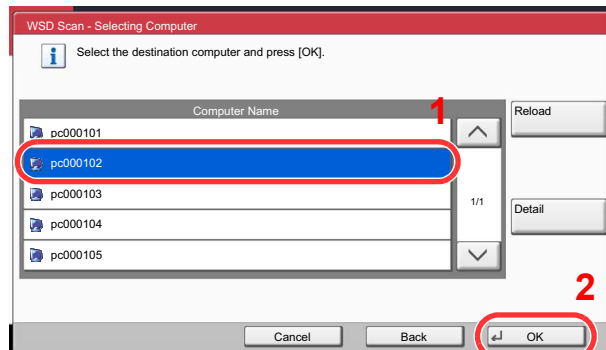 WSD Scan - Selecting Computer
Select the destination computer and press [OK].
Computer Name
1
Reload
pc000101
pc000102
pc000103
1/1
Detail
pc000104
pc000105
2
Cancel
Back
OK